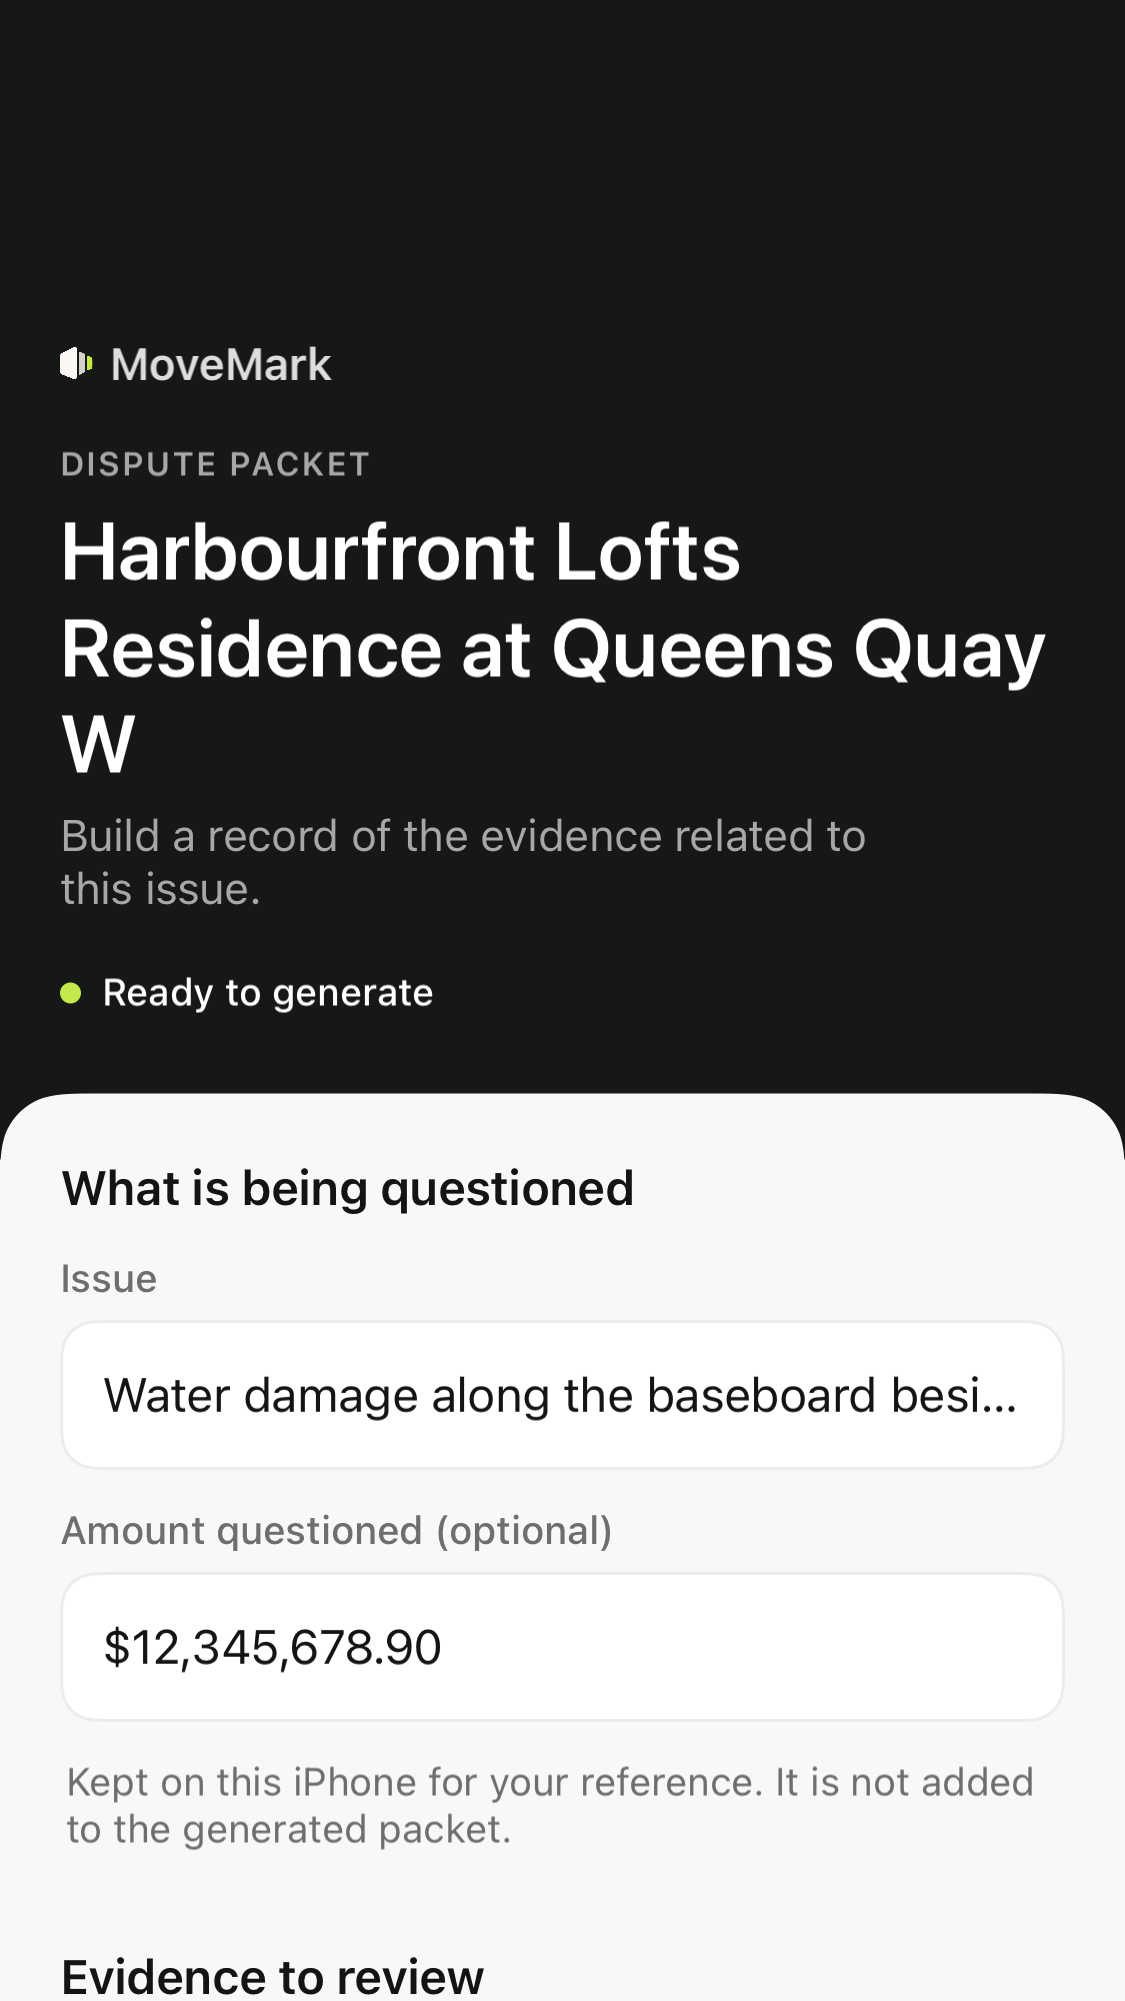 MoveMark
DISPUTE PACKET
Harbourfront Lofts
Residence at Queens Quay
W
Build a record of the evidence related to
this issue.
Ready to generate
What is being questioned
Issue
Water damage along the baseboard besi...
Amount questioned (optional)
$12,345,678.90
Kept on this iPhone for your reference. It is not added
to the generated packet.
Evidence to review